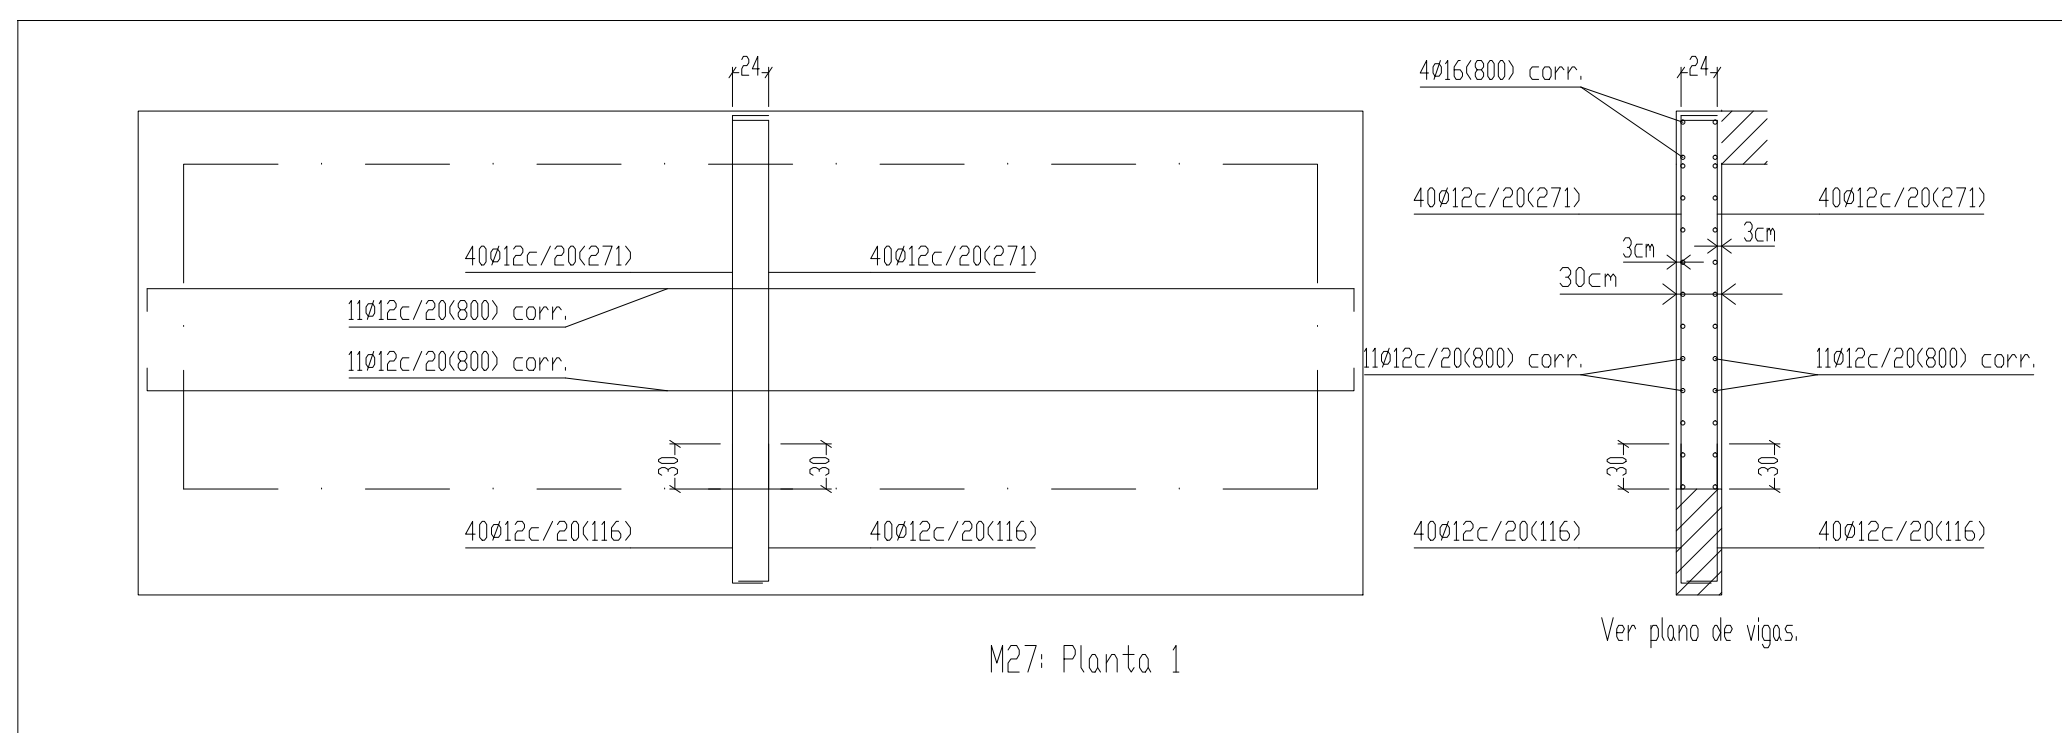 24
40Ø12c/20(271)
40Ø12c/20(271)
11Ø12c/20(800) corr.
11Ø12c/20(800) corr.
30
30
40Ø12c/20(116)
40Ø12c/20(116)
4Ø16(800) corr.
24
40Ø12c/20(271)
40Ø12c/20(271)
3cm
3cm
30cm
11Ø12c/20(800) corr.
11Ø12c/20(800) corr.
30
30
40Ø12c/20(116)
40Ø12c/20(116)
Ver plano de vigas.
M27: Planta 1